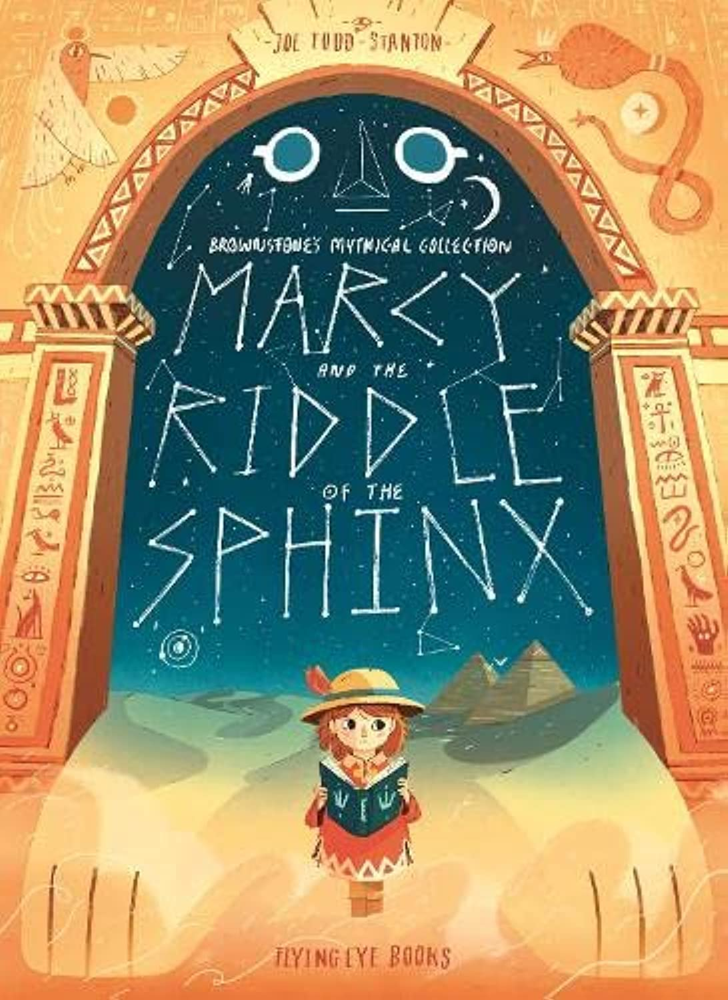 JOE TODD-STANTON
BROWNSTONE'S MYTHICAL COLLECTION
MARCY
AND THE
RIDDLE
OF THE
SPHINX
FLYING EYE BOOKS